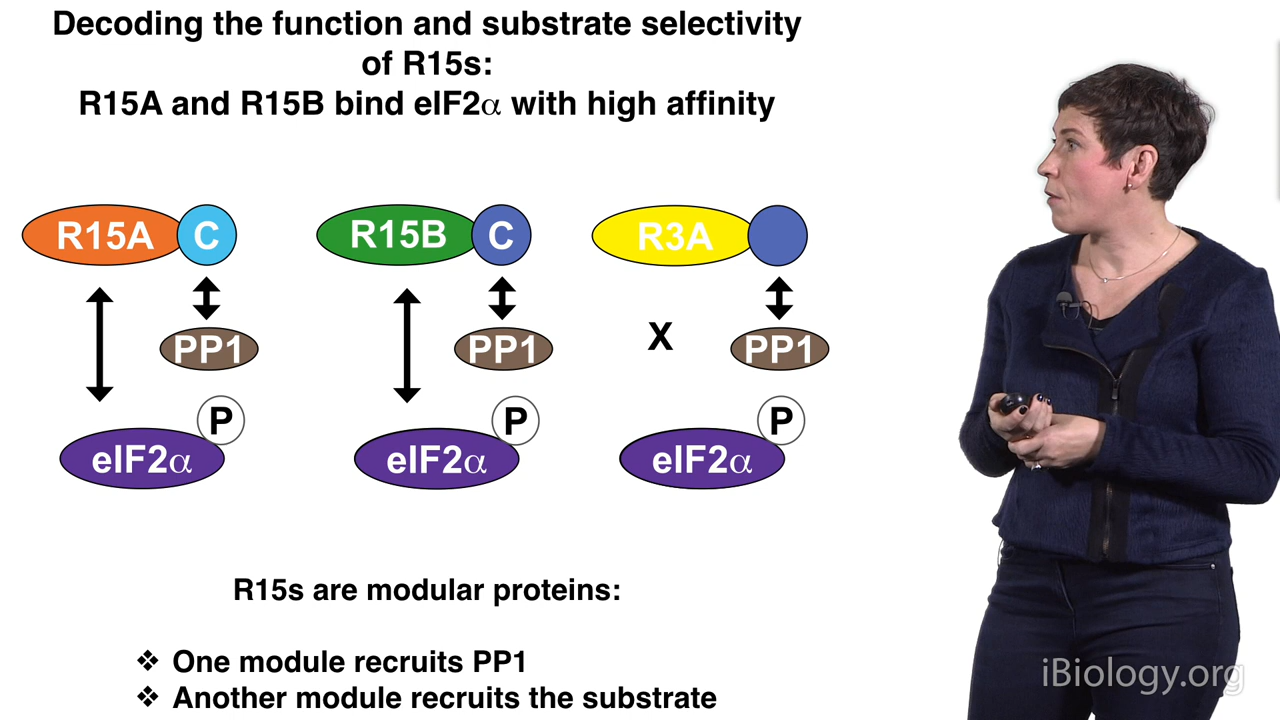 Decoding the function and substrate selectivity
of R15s:
R15A and R15B bind eIF2α with high affinity
R15A C
R15B C
R3A
X
PP1
PP1
PP1
P
P
P
eIF2α
eIF2α
eIF2α
R15s are modular proteins:
❖ One module recruits PP1
❖ Another module recruits the substrate
iBiology.org